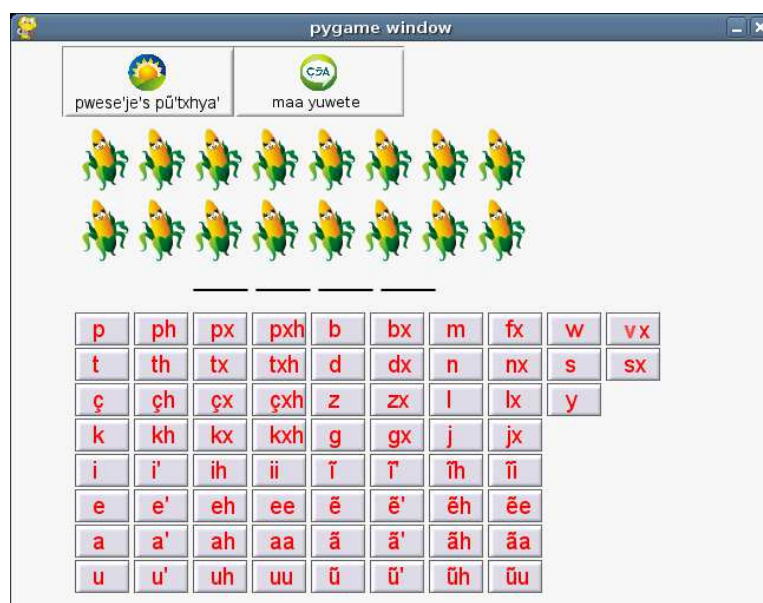 pygame window
ÇƏA
pwese'je's pũ'txhya' maa yuwete
p ph px pxh b bx m fx w vx
t th tx txh d dx n nx s sx
ç çh çx çxh z zx l lx y
k kh kx kxh g gx j jx
i i' ih ii ĩ ĩ' ĩh ĩi
e e' eh ee ẽ ẽ' ẽh ẽe
a a' ah aa ã ã' ãh ãa
u u' uh uu ũ ũ' ũh ũu